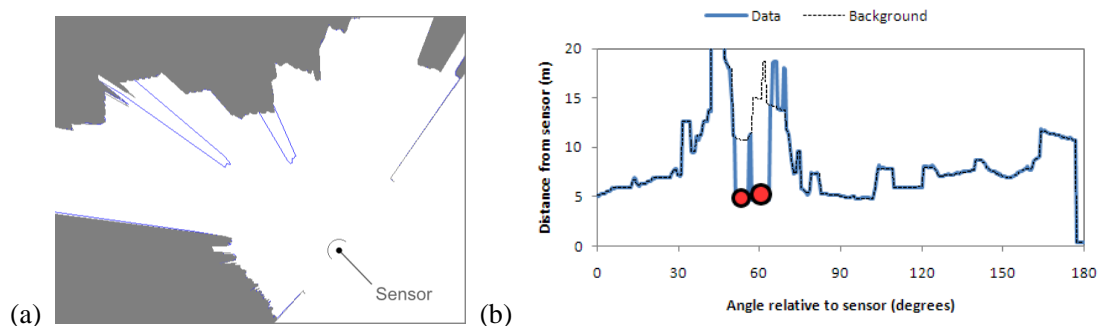 (a)
Sensor
(b)
Data
Background
Distance from sensor (m)
20
15
10
5
0
0 30 60 90 120 150 180
Angle relative to sensor (degrees)